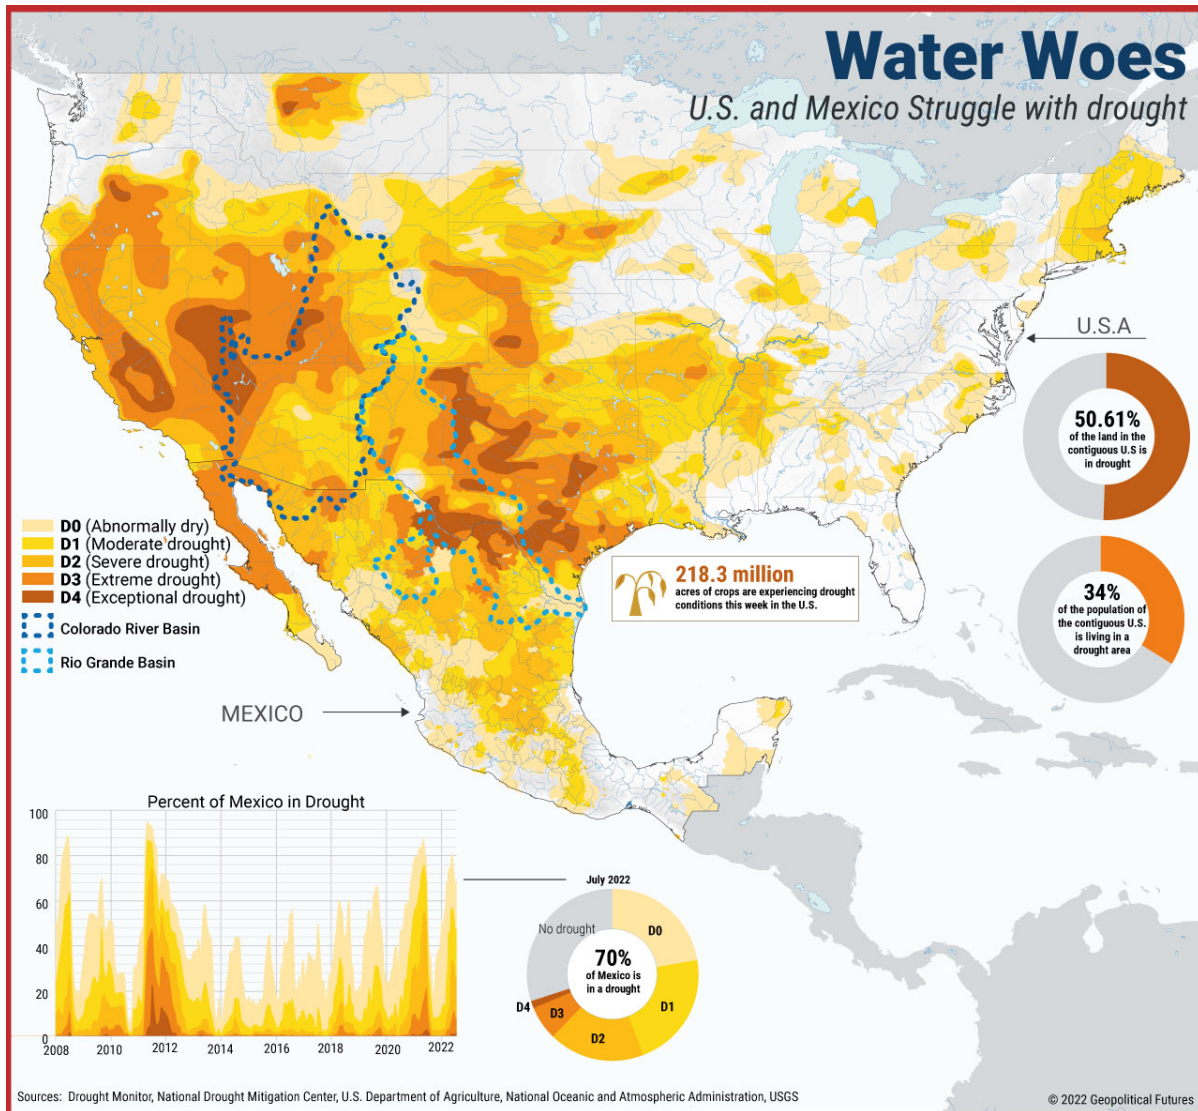 Water Woes
U.S. and Mexico Struggle with drought
U.S.A
50.61%
of the land in the
contiguous U.S is
in drought
34%
of the population of
the contiguous U.S.
is living in a
drought area
D0 (Abnormally dry)
D1 (Moderate drought)
D2 (Severe drought)
D3 (Extreme drought)
D4 (Exceptional drought)
Colorado River Basin
Rio Grande Basin
218.3 million
acres of crops are experiencing drought
conditions this week in the U.S.
MEXICO
Percent of Mexico in Drought
100
80
60
40
20
0
2008
2010
2012
2014
2016
2018
2020
2022
July 2022
No drought
D0
D1
D2
D3
D4
70%
of Mexico is
in a drought
Sources: Drought Monitor, National Drought Mitigation Center, U.S. Department of Agriculture, National Oceanic and Atmospheric Administration, USGS
© 2022 Geopolitical Futures